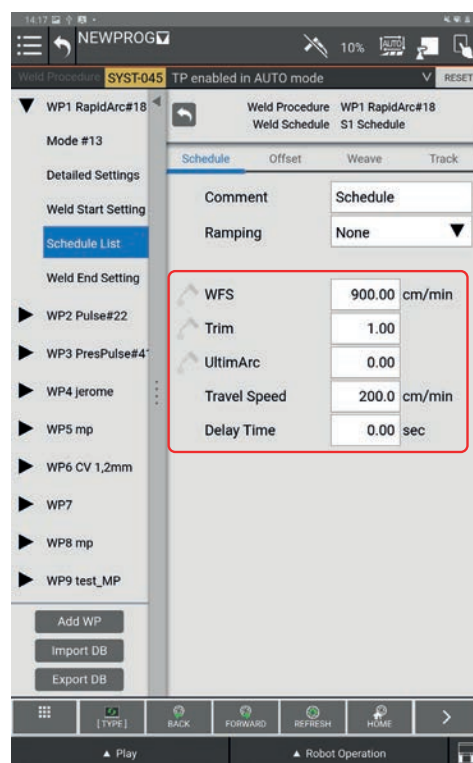 14:17
NEWPROG
10%
AUTO
Weld Procedure SYST-045 TP enabled in AUTO mode RESET
WP1 RapidArc#18
Mode #13
Detailed Settings
Weld Start Setting
Schedule List
Weld End Setting
WP2 Pulse#22
WP3 PresPulse#4
WP4 jerome
WP5 mp
WP6 CV 1,2mm
WP7
WP8 mp
WP9 test_MP
Add WP
Import DB
Export DB
Weld Procedure WP1 RapidArc#18
Weld Schedule S1 Schedule
Schedule Offset Weave Track
Comment Schedule
Ramping None
WFS 900.00 cm/min
Trim 1.00
UltimArc 0.00
Travel Speed 200.0 cm/min
Delay Time 0.00 sec
[TYPE] BACK FORWARD REFRESH HOME
Play Robot Operation